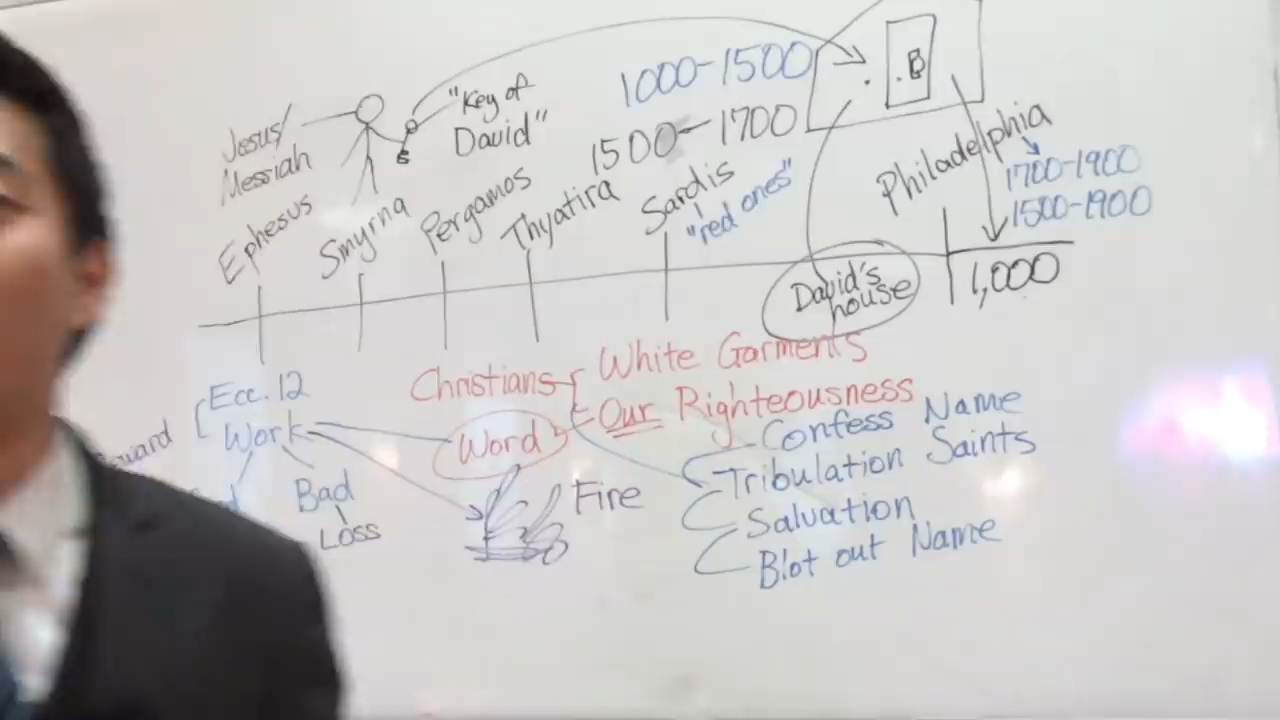 "Key of
David"
1000-1500
1500-1700
B
Jesus/
Messiah
Ephesus
Smyrna
Pergamos
Thyatira
Sardis
"red ones"
Philadelphia
1700-1900
1500-1900
David's
house
1,000
Ecc. 12
Work
Bad
Loss
Christians
Word
Fire
White Garments
Our Righteousness
Confess Name
Tribulation Saints
Salvation
Blot out Name